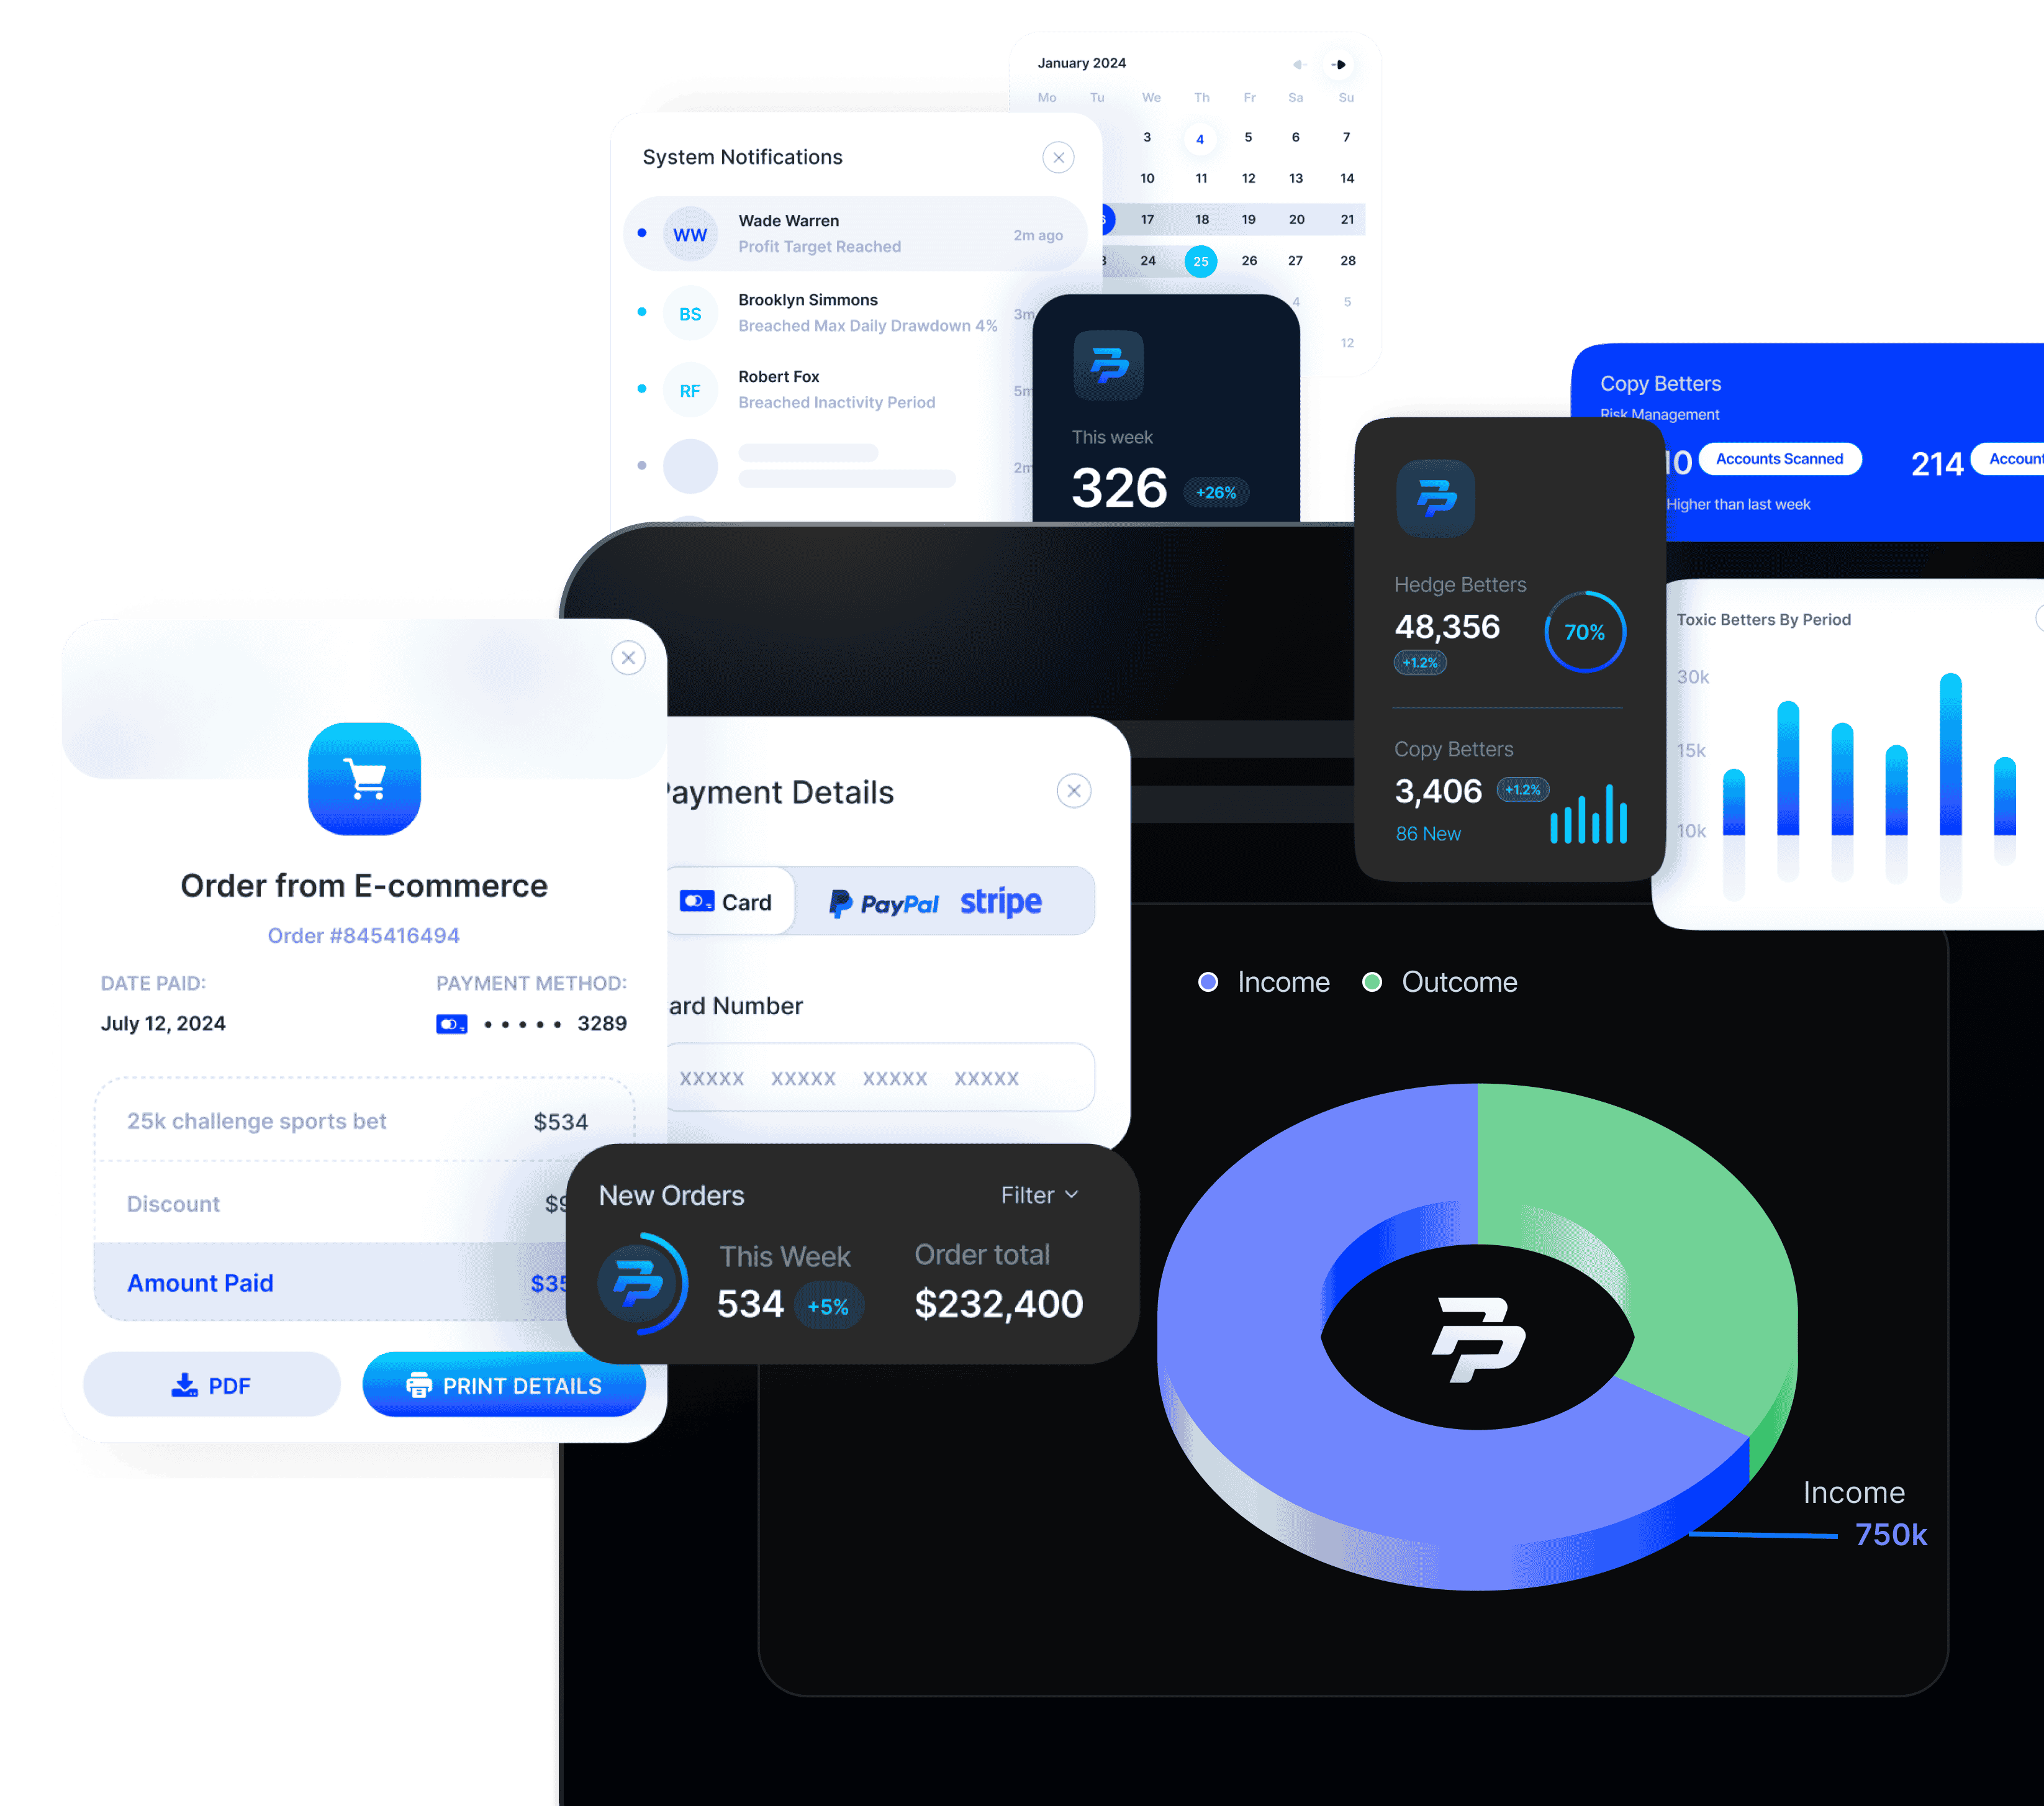 January 2024
Mo Tu We Th Fr Sa Su
3 4 5 6 7
10 11 12 13 14
17 18 19 20 21
24 25 26 27 28
4 5
12
System Notifications
WW
Wade Warren
Profit Target Reached
2m ago
BS
Brooklyn Simmons
Breached Max Daily Drawdown 4%
3m
RF
Robert Fox
Breached Inactivity Period
5m
2m
This week
326 +26%
Copy Betters
Risk Management
10 Accounts Scanned
214 Account
Higher than last week
Hedge Betters
48,356
+1.2%
70%
Copy Betters
3,406 +1.2%
86 New
Toxic Betters By Period
30k
15k
10k
Order from E-commerce
Order #845416494
DATE PAID:
July 12, 2024
PAYMENT METHOD:
• • • • • 3289
25k challenge sports bet $534
Discount $9
Amount Paid $35
PDF
PRINT DETAILS
Payment Details
Card PayPal stripe
ard Number
XXXXX XXXXX XXXXX XXXXX
New Orders
Filter
This Week
534 +5%
Order total
$232,400
Income Outcome
Income
750k